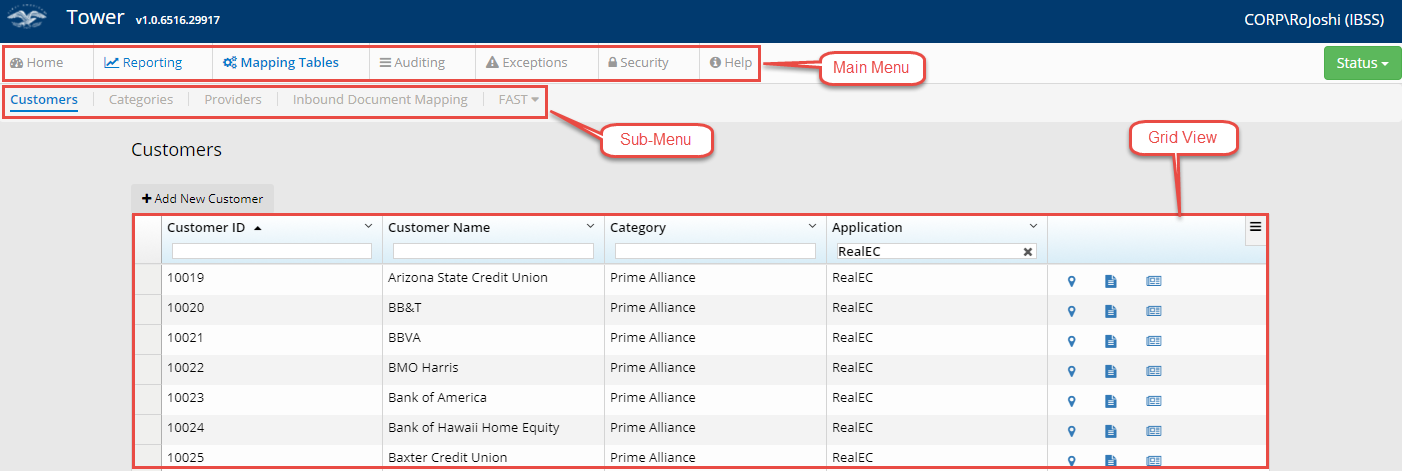 Tower v1.0.6516.29917
CORP\RoJoshi (IBSS)
Home Reporting Mapping Tables Auditing Exceptions Security Help
Main Menu
Status
Customers Categories Providers Inbound Document Mapping FAST
Sub-Menu
Grid View
Customers
Add New Customer
Customer ID Customer Name Category Application
RealEC
10019 Arizona State Credit Union Prime Alliance RealEC
10020 BB&T Prime Alliance RealEC
10021 BBVA Prime Alliance RealEC
10022 BMO Harris Prime Alliance RealEC
10023 Bank of America Prime Alliance RealEC
10024 Bank of Hawaii Home Equity Prime Alliance RealEC
10025 Baxter Credit Union Prime Alliance RealEC